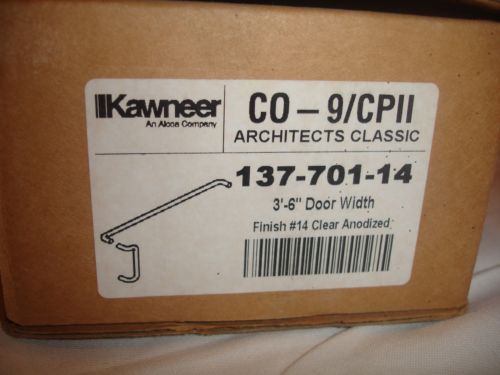 Kawneer
An Alcoa Company
CO – 9/CPII
ARCHITECTS CLASSIC
137-701-14
3'-6" Door Width
Finish #14 Clear Anodized